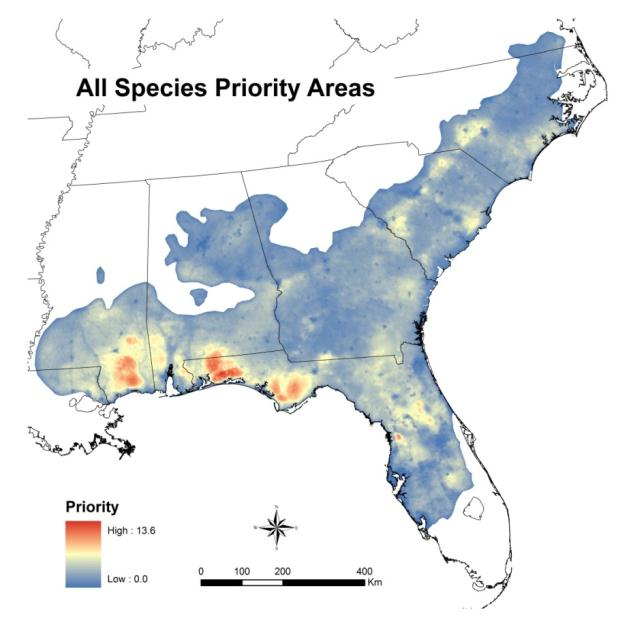 All Species Priority Areas
Priority
High : 13.6
Low : 0.0
N
W E
S
0 100 200 400
Km